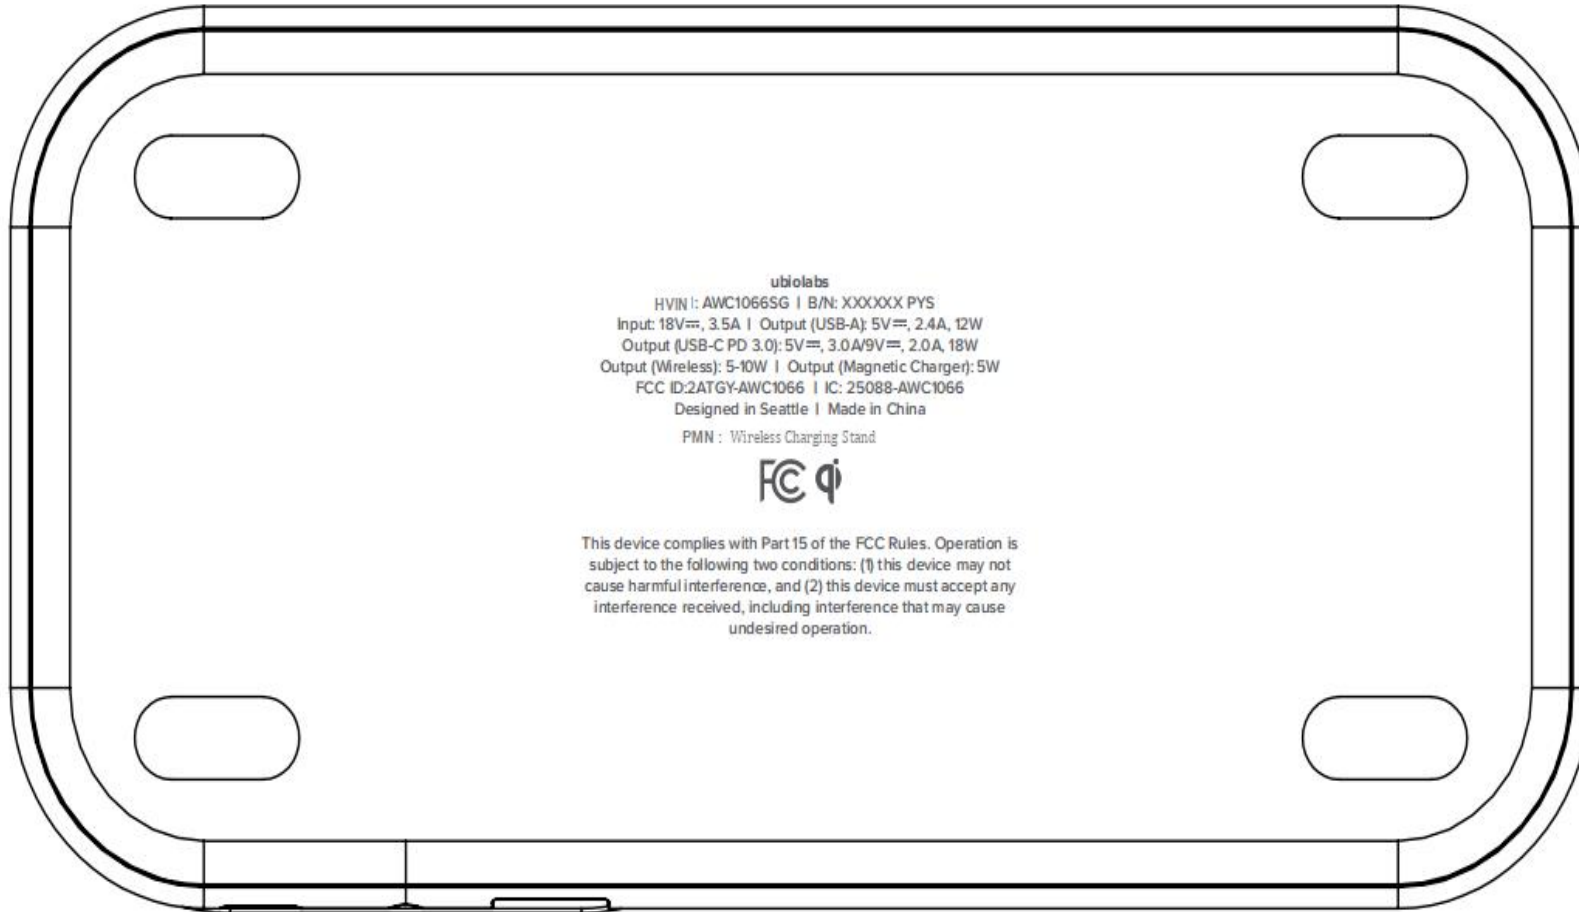 ubiolabs
HVIN : AWC1066SG | B/N: XXXXXX PYS
Input: 18V⎓, 3.5A | Output (USB-A): 5V⎓, 2.4A, 12W
Output (USB-C PD 3.0): 5V⎓, 3.0A/9V⎓, 2.0A, 18W
Output (Wireless): 5-10W | Output (Magnetic Charger): 5W
FCC ID:2ATGY-AWC1066 | IC: 25088-AWC1066
Designed in Seattle | Made in China
PMN : Wireless Charging Stand
FC qi
This device complies with Part 15 of the FCC Rules. Operation is
subject to the following two conditions: (1) this device may not
cause harmful interference, and (2) this device must accept any
interference received, including interference that may cause
undesired operation.